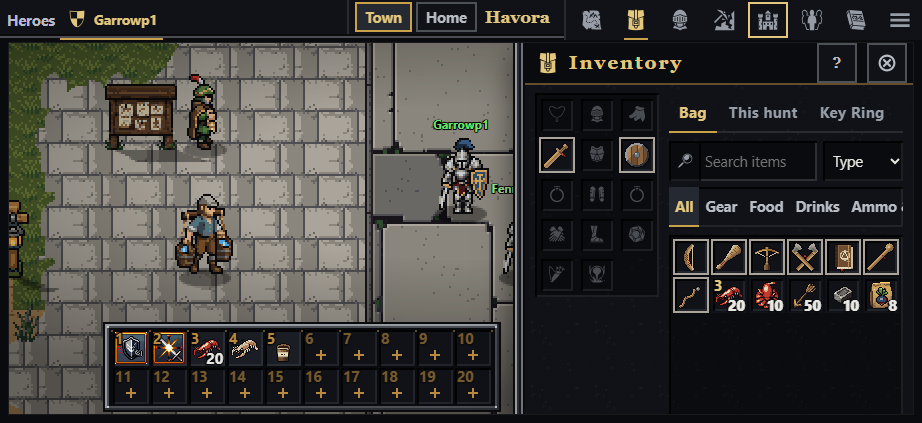 Heroes
Garrowp1
Town
Home
Havora
Inventory
?
Bag
This hunt
Key Ring
Search items
Type
All
Gear
Food
Drinks
Ammo
Garrowp1
Fenn
3
20
10
50
10
8
1
2
3
20
4
5
6
7
8
9
10
+
+
+
+
+
11
12
13
14
15
16
17
18
19
20
+
+
+
+
+
+
+
+
+
+